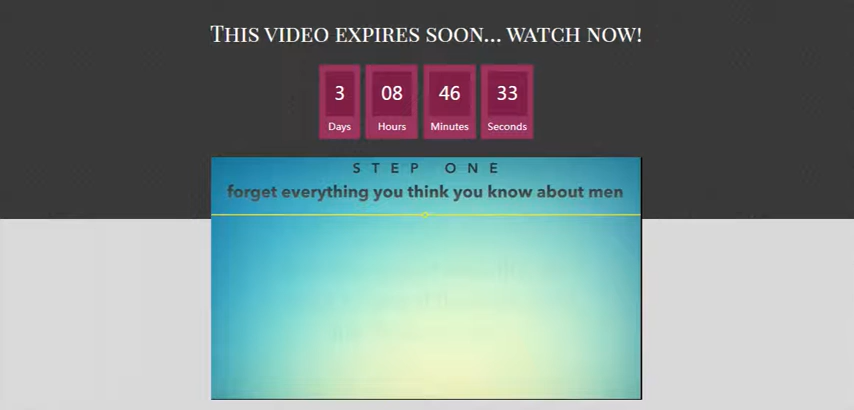 This video expires soon... watch now!
3 08 46 33
Days Hours Minutes Seconds
STEP ONE
forget everything you think you know about men